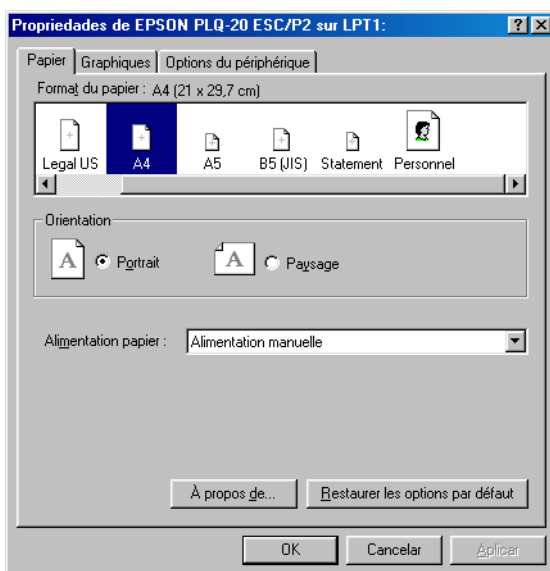 Propriedades de EPSON PLQ-20 ESC/P2 sur LPT1:
Papier Graphiques Options du périphérique
Format du papier : A4 (21 x 29,7 cm)
Legal US A4 A5 B5 (JIS) Statement Personnel
Orientation
A Portrait A Paysage
Alimentation papier : Alimentation manuelle
À propos de... Restaurer les options par défaut
OK Cancelar Aplicar